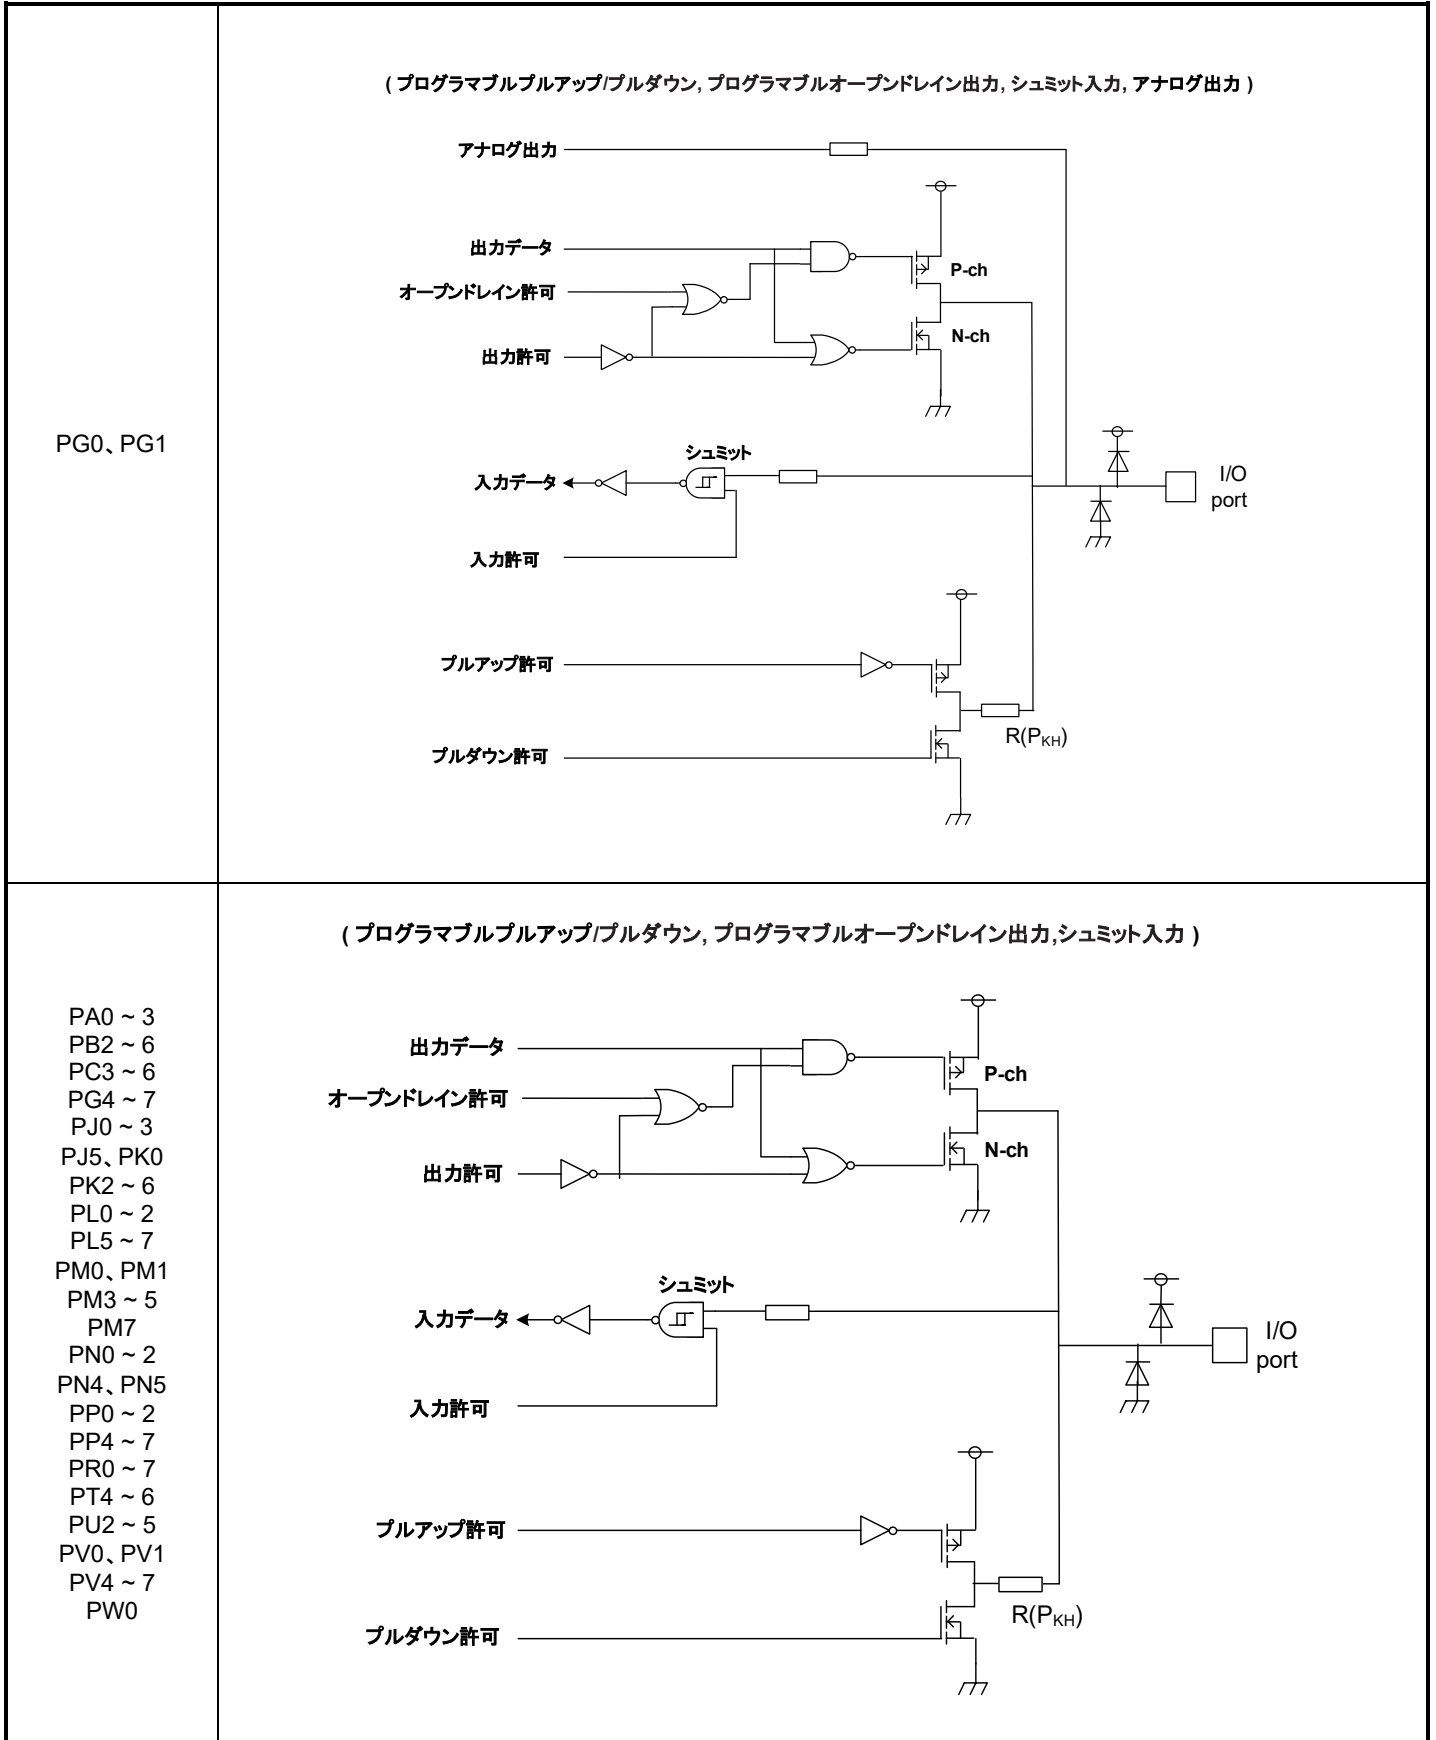 ( プログラマブルプルアップ/プルダウン, プログラマブルオープンドレイン出力, シュミット入力, アナログ出力 )
アナログ出力
出力データ
P-ch
オープンドレイン許可
N-ch
出力許可
PG0、PG1
シュミット
入力データ
I/O
port
入力許可
プルアップ許可
R(PKH)
プルダウン許可
( プログラマブルプルアップ/プルダウン, プログラマブルオープンドレイン出力,シュミット入力 )
PA0 ~ 3
PB2 ~ 6
PC3 ~ 6
PG4 ~ 7
PJ0 ~ 3
PJ5、PK0
PK2 ~ 6
PL0 ~ 2
PL5 ~ 7
PM0、PM1
PM3 ~ 5
PM7
PN0 ~ 2
PN4、PN5
PP0 ~ 2
PP4 ~ 7
PR0 ~ 7
PT4 ~ 6
PU2 ~ 5
PV0、PV1
PV4 ~ 7
PW0
出力データ
P-ch
オープンドレイン許可
N-ch
出力許可
シュミット
入力データ
I/O
port
入力許可
プルアップ許可
R(PKH)
プルダウン許可